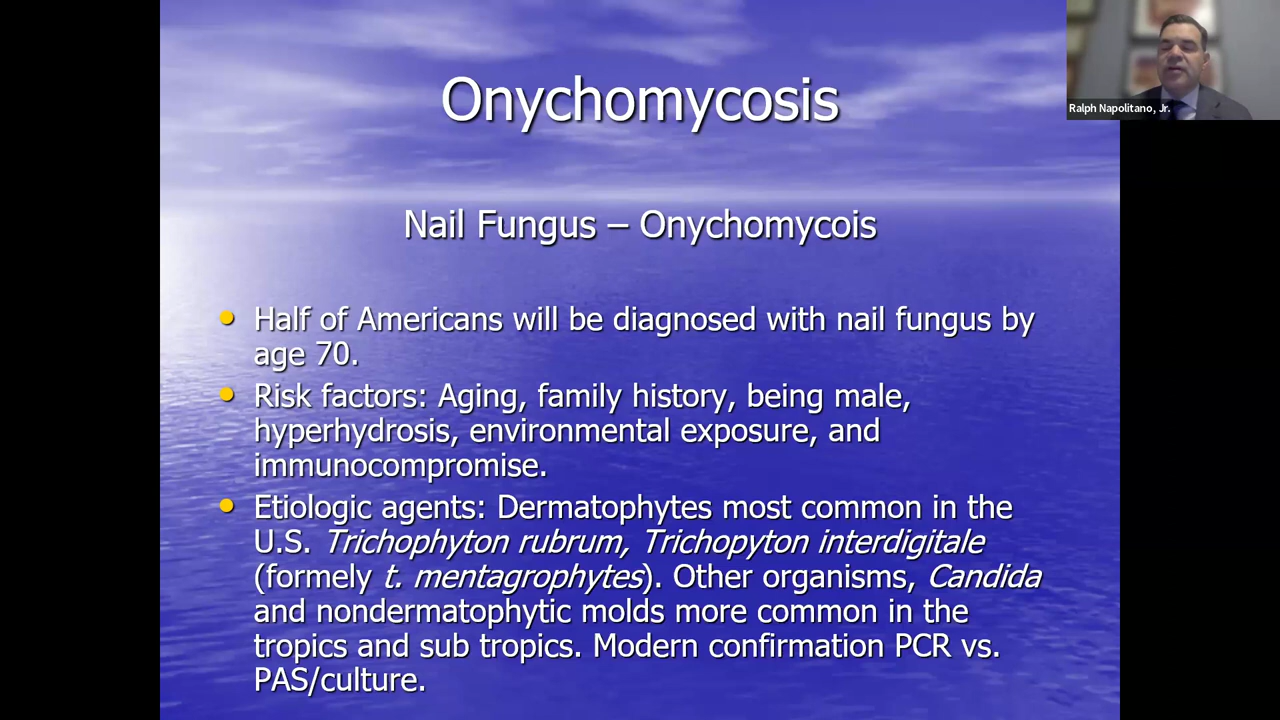 Onychomycosis
Ralph Napolitano, Jr.
Nail Fungus – Onychomycois
• Half of Americans will be diagnosed with nail fungus by
age 70.
• Risk factors: Aging, family history, being male,
hyperhydrosis, environmental exposure, and
immunocompromise.
• Etiologic agents: Dermatophytes most common in the
U.S. Trichophyton rubrum, Trichopyton interdigitale
(formely t. mentagrophytes). Other organisms, Candida
and nondermatophytic molds more common in the
tropics and sub tropics. Modern confirmation PCR vs.
PAS/culture.